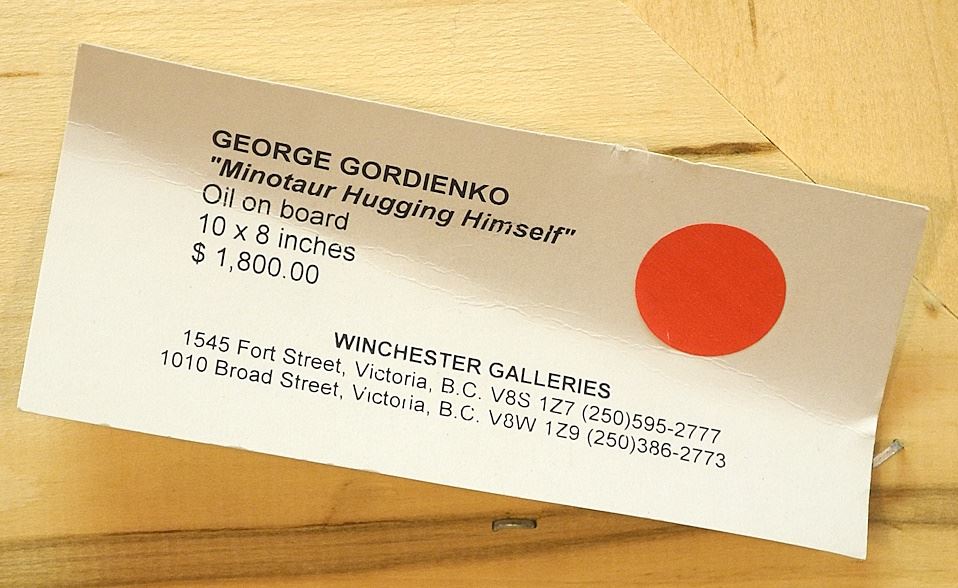 GEORGE GORDIENKO
"Minotaur Hugging Himself"
Oil on board
10 x 8 inches
$ 1,800.00
WINCHESTER GALLERIES
1545 Fort Street, Victoria, B.C. V8S 1Z7 (250)595-2777
1010 Broad Street, Victoria, B.C. V8W 1Z9 (250)386-2773